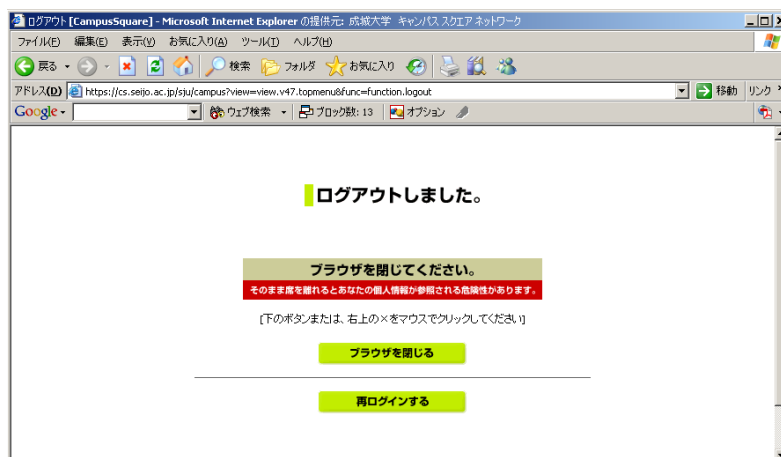 ログアウト [CampusSquare] - Microsoft Internet Explorer の提供元: 成城大学 キャンパス スクエア ネットワーク
ファイル(F) 編集(E) 表示(V) お気に入り(A) ツール(T) ヘルプ(H)
戻る 検索 フォルダ お気に入り
アドレス(D) https://cs.seijo.ac.jp/sju/campus?view=view.v47.topmenu&func=function.logout 移動 リンク
Google ウェブ検索 ブロック数: 13 オプション
ログアウトしました。
ブラウザを閉じてください。
そのまま席を離れるとあなたの個人情報が参照される危険性があります。
[下のボタンまたは、右上の×をマウスでクリックしてください]
ブラウザを閉じる
再ログインする